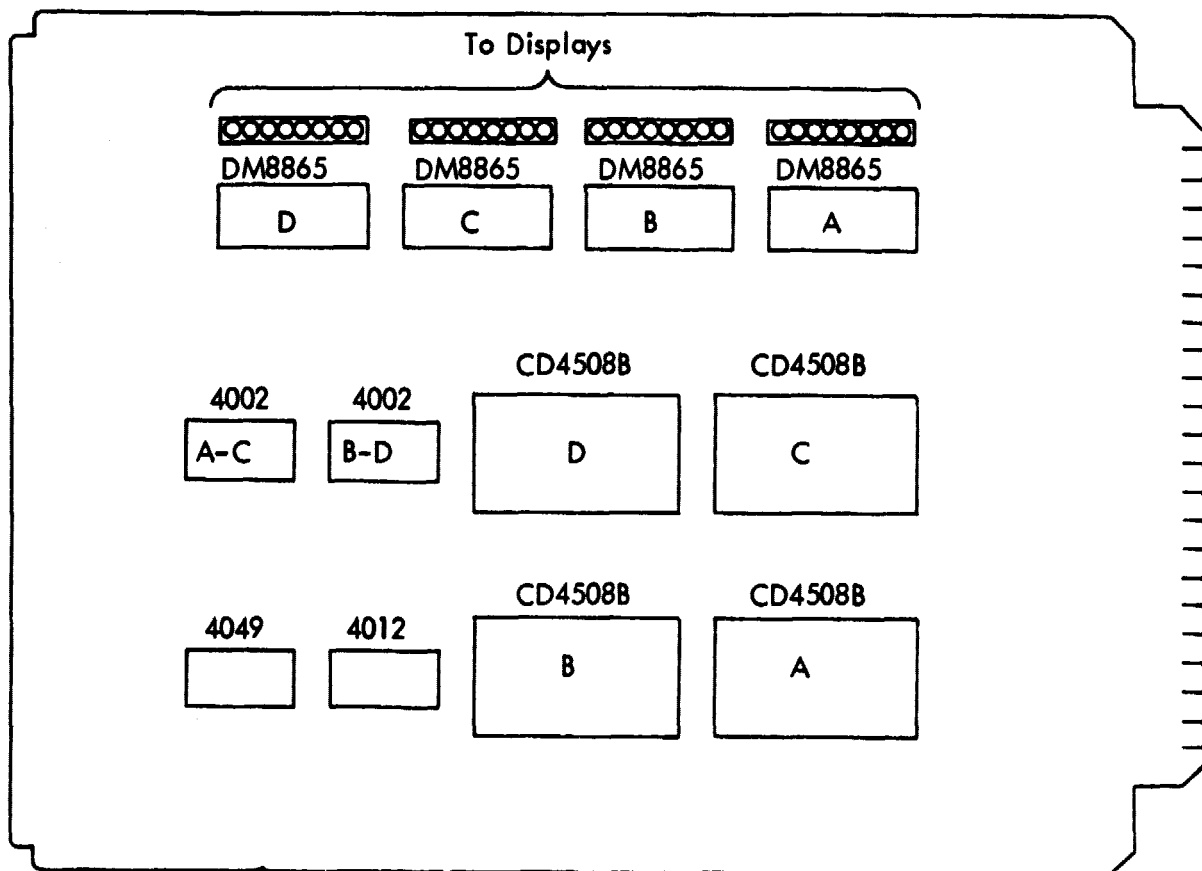 To Displays
DM8865 DM8865 DM8865 DM8865
D C B A
CD4508B CD4508B
4002 4002
A-C B-D D C
CD4508B CD4508B
4049 4012
B A